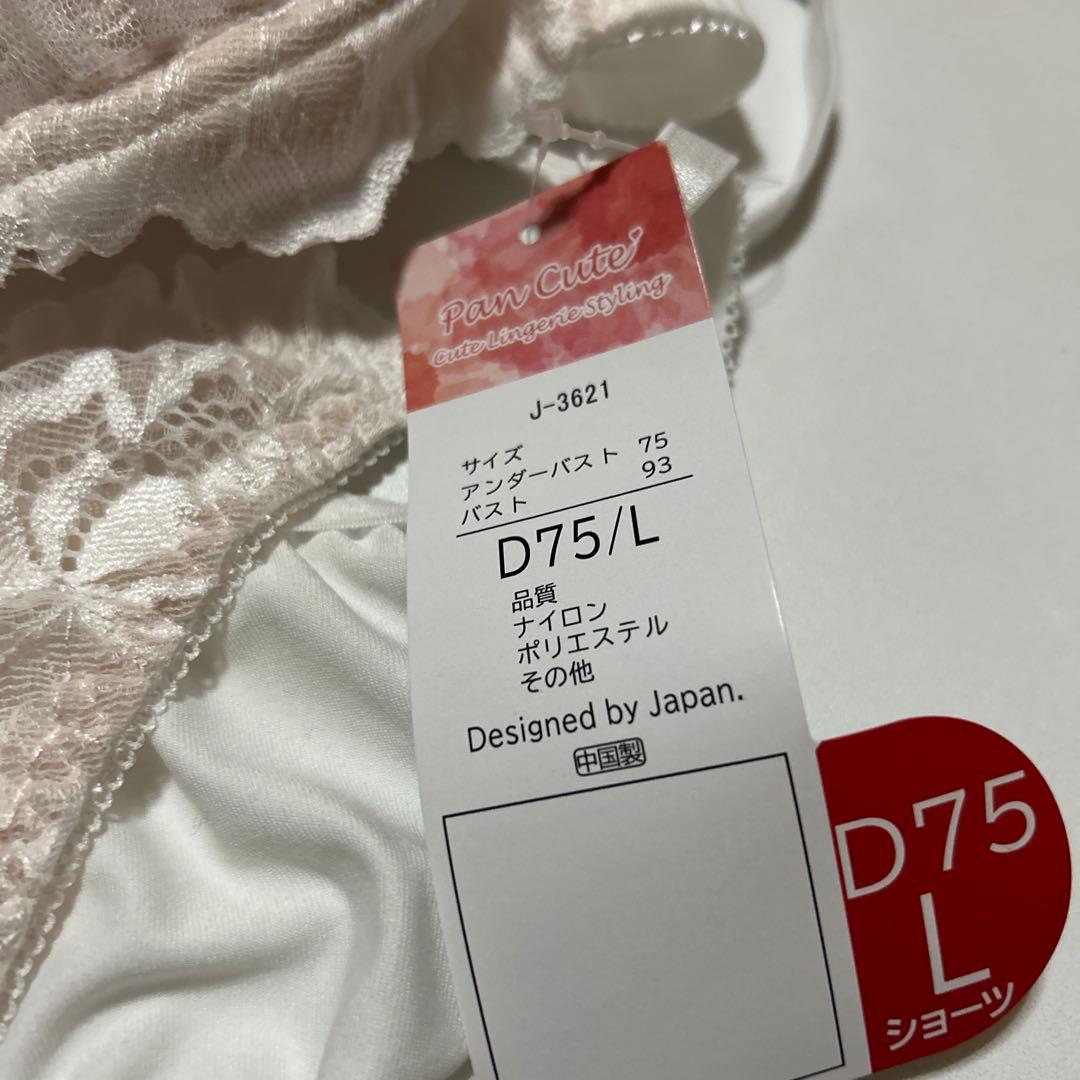 Pan Cute
Cute Lingerie Styling
J-3621
サイズ
アンダーバスト 75
バスト 93
D75/L
品質
ナイロン
ポリエステル
その他
Designed by Japan.
中国製
D75
L
ショーツ